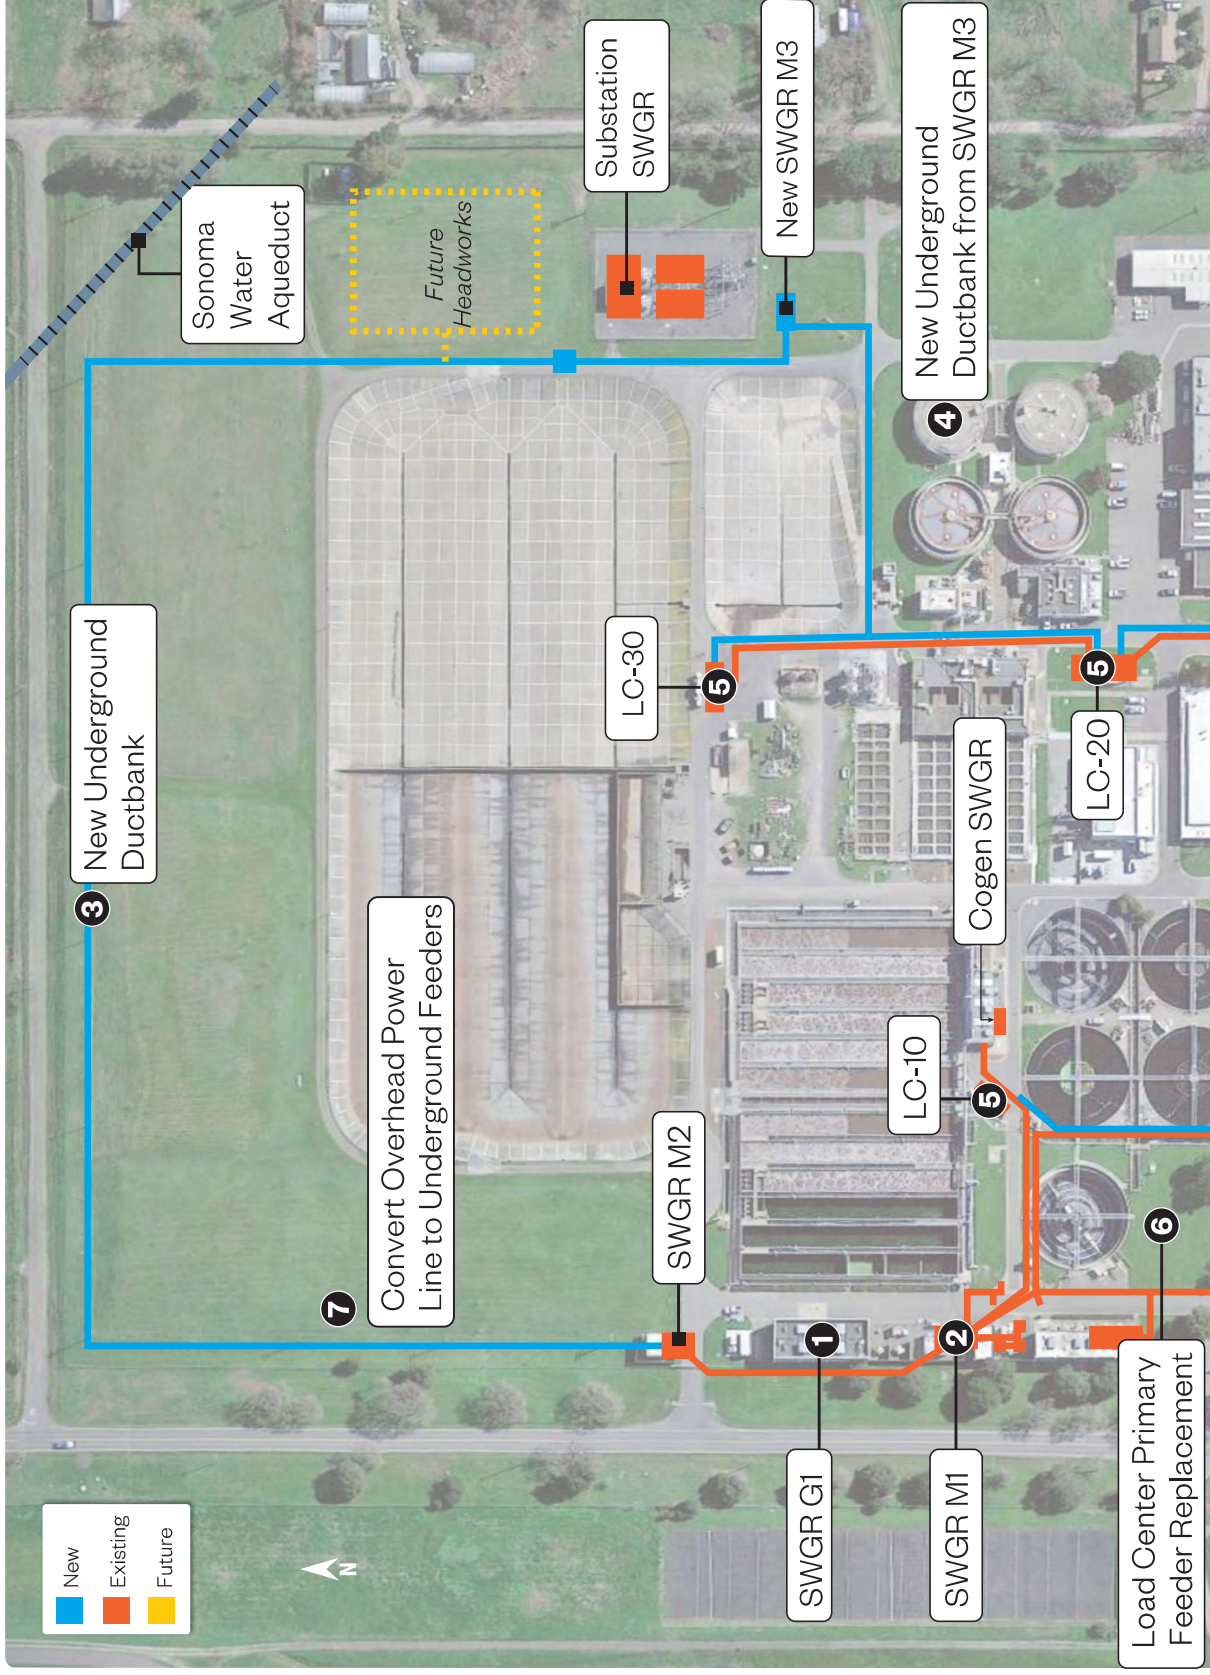 New
Existing
Future
N
3
New Underground
Ductbank
Sonoma
Water
Aqueduct
Future
Headworks
Substation
SWGR
New SWGR M3
4
New Underground
Ductbank from SWGR M3
7
Convert Overhead Power
Line to Underground Feeders
SWGR M2
LC-30
5
LC-20
5
Cogen SWGR
LC-10
5
1
SWGR G1
2
SWGR M1
6
Load Center Primary
Feeder Replacement